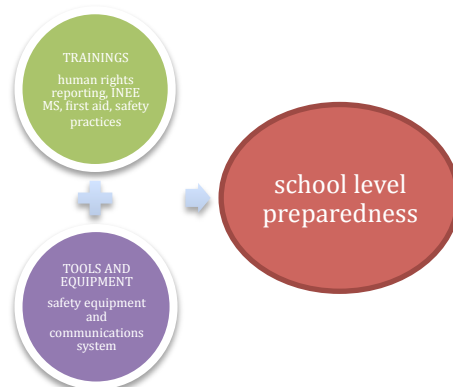 TRAININGS
human rights
reporting, INEE
MS, first aid, safety
practices
TOOLS AND
EQUIPMENT
safety equipment
and
communications
system
school level
preparedness